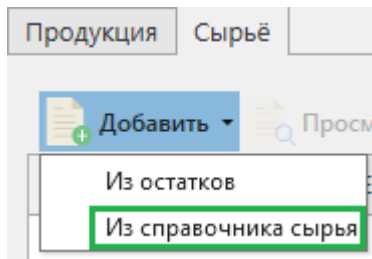 Продукция Сырьё
Добавить
Из остатков
Из справочника сырья